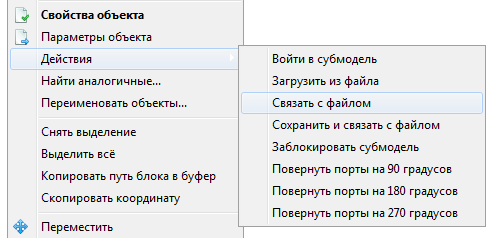 Свойства объекта
Параметры объекта
Действия
Найти аналогичные...
Переименовать объекты...
Снять выделение
Выделить всё
Копировать путь блока в буфер
Скопировать координату
Переместить
Войти в субмодель
Загрузить из файла
Связать с файлом
Сохранить и связать с файлом
Заблокировать субмодель
Повернуть порты на 90 градусов
Повернуть порты на 180 градусов
Повернуть порты на 270 градусов